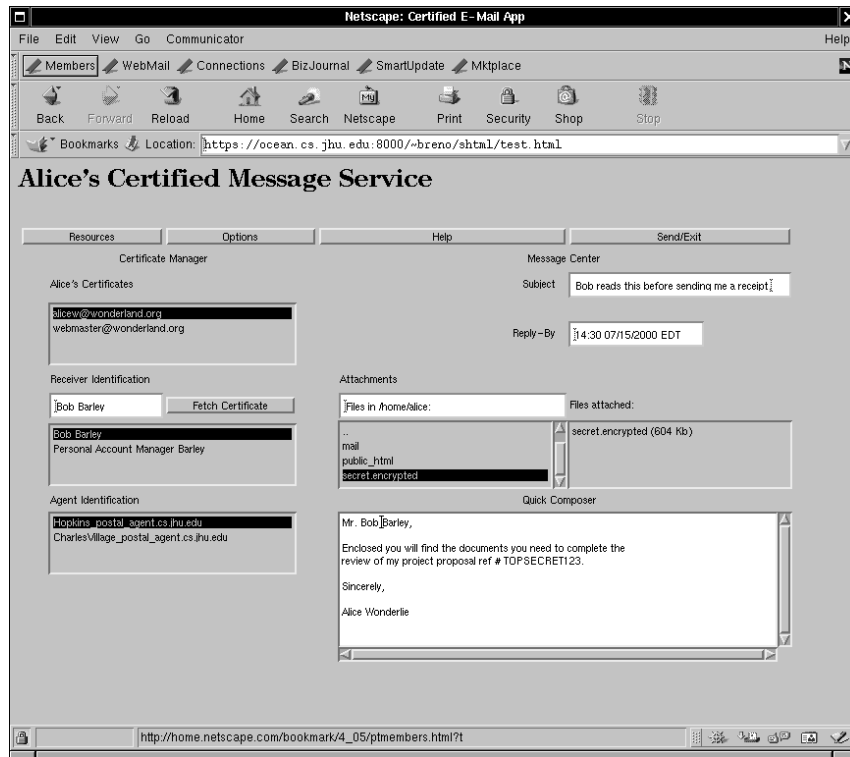 Netscape: Certified E-Mail App
File Edit View Go Communicator Help
Members WebMail Connections BizJournal SmartUpdate Mktplace
N
My
Back Forward Reload Home Search Netscape Print Security Shop Stop
Bookmarks Location: https://ocean.cs.jhu.edu:8000/~breno/shtml/test.html
Alice's Certified Message Service
Resources Options Help Send/Exit
Certificate Manager Message Center
Alice's Certificates
Subject Bob reads this before sending me a receipt
alicew@wonderland.org
webmaster@wonderland.org
Reply-By 14:30 07/15/2000 EDT
Receiver Identification
Bob Barley Fetch Certificate
Bob Barley
Personal Account Manager Barley
Attachments
Files in /home/alice:
..
mail
public_html
secret.encrypted
Files attached:
secret.encrypted (604 Kb)
Agent Identification
Hopkins_postal_agent.cs.jhu.edu
CharlesVillage_postal_agent.cs.jhu.edu
Quick Composer
Mr. Bob Barley,
Enclosed you will find the documents you need to complete the
review of my project proposal ref # TOPSECRET123.
Sincerely,
Alice Wonderlie
http://home.netscape.com/bookmark/4_05/ptmembers.html?t